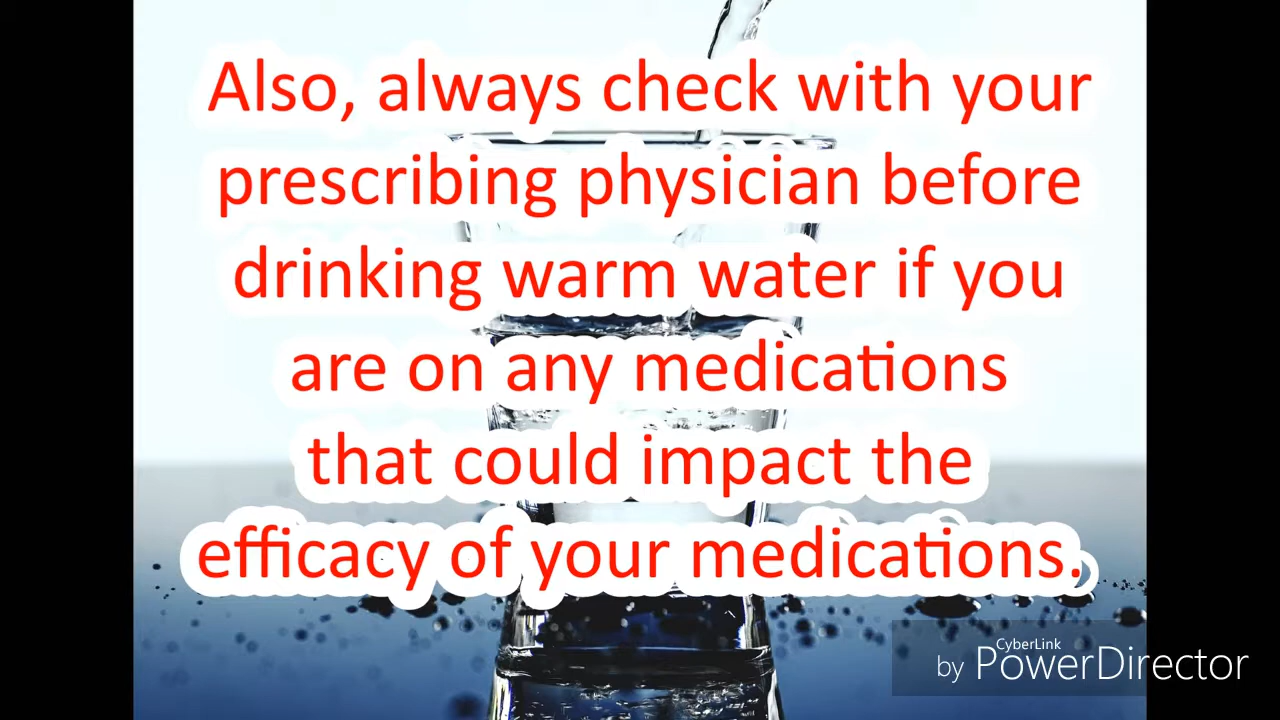 Also, always check with your
prescribing physician before
drinking warm water if you
are on any medications
that could impact the
efficacy of your medications.
CyberLink
by PowerDirector